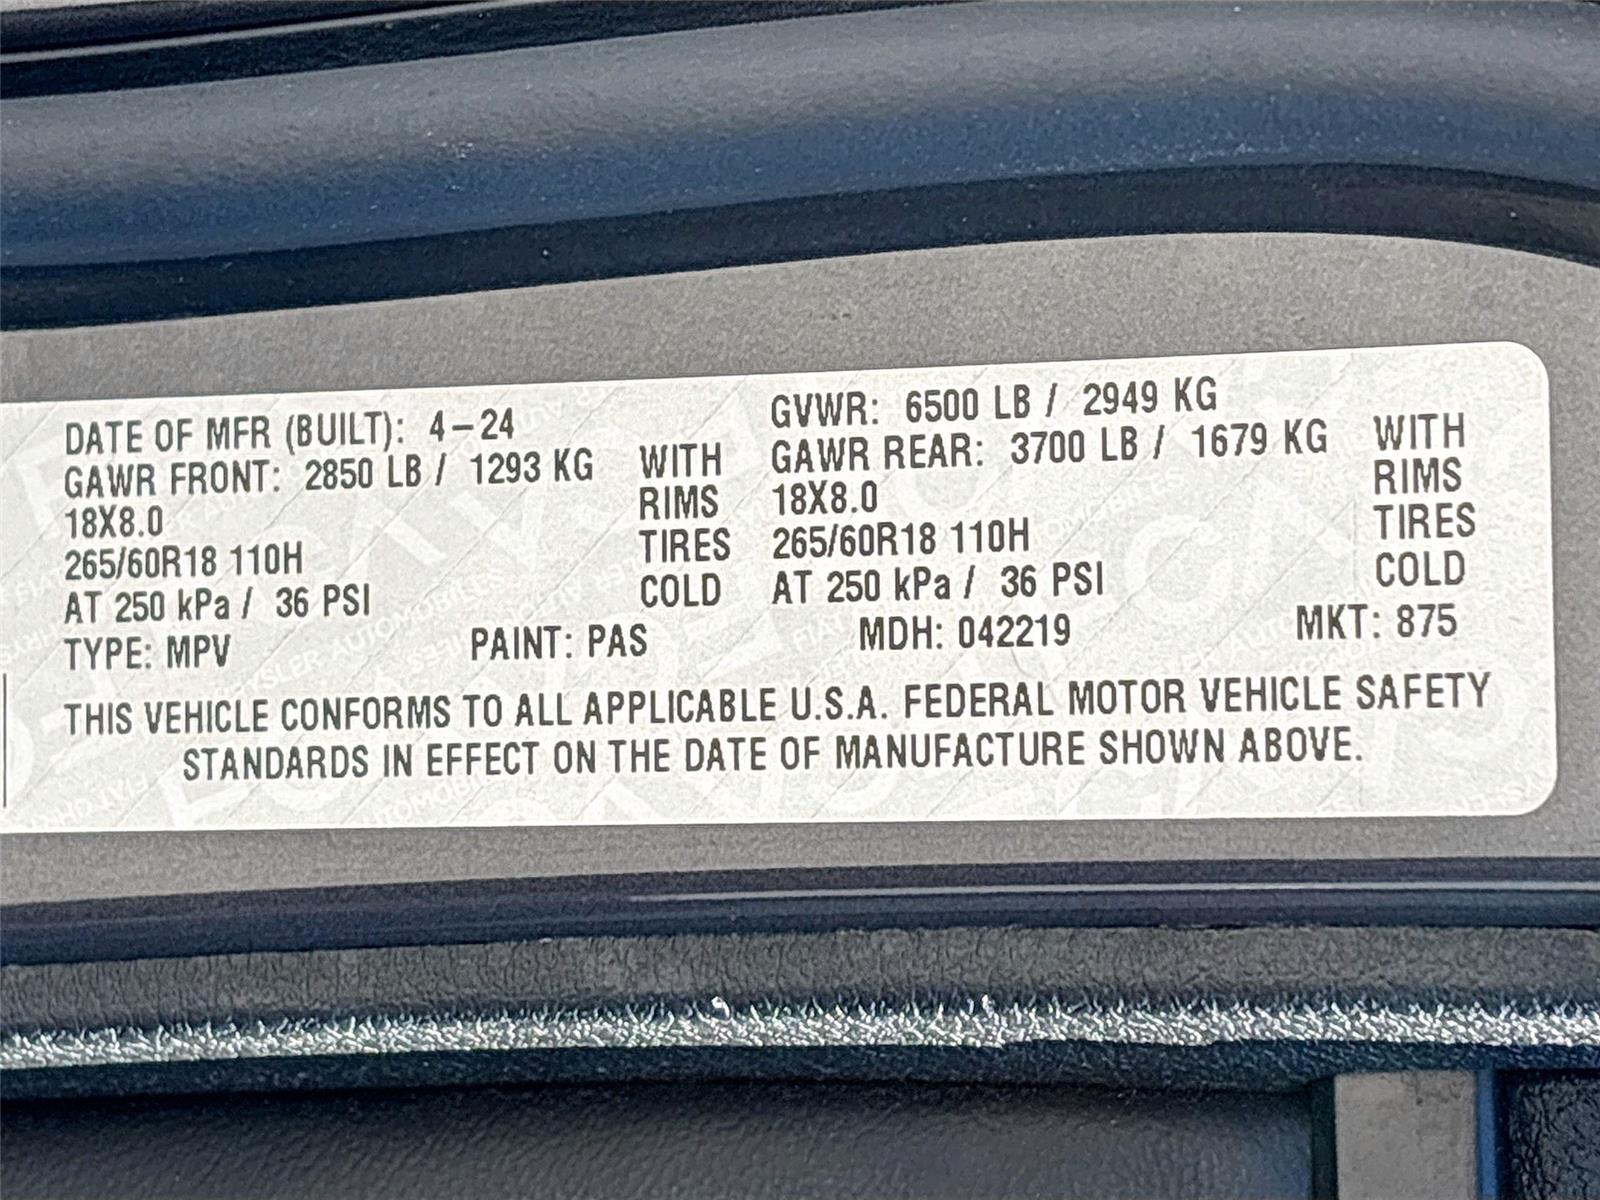 DATE OF MFR (BUILT): 4-24
GVWR: 6500 LB / 2949 KG
GAWR FRONT: 2850 LB / 1293 KG WITH
GAWR REAR: 3700 LB / 1679 KG WITH
18X8.0 RIMS
18X8.0 RIMS
265/60R18 110H TIRES
265/60R18 110H TIRES
AT 250 kPa / 36 PSI COLD
AT 250 kPa / 36 PSI COLD
TYPE: MPV PAINT: PAS MDH: 042219 MKT: 875
THIS VEHICLE CONFORMS TO ALL APPLICABLE U.S.A. FEDERAL MOTOR VEHICLE SAFETY
STANDARDS IN EFFECT ON THE DATE OF MANUFACTURE SHOWN ABOVE.